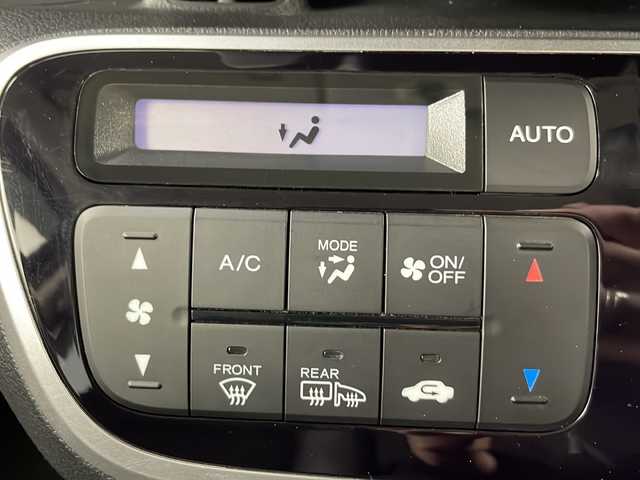 AUTO
A/C
MODE
ON/
OFF
FRONT
REAR